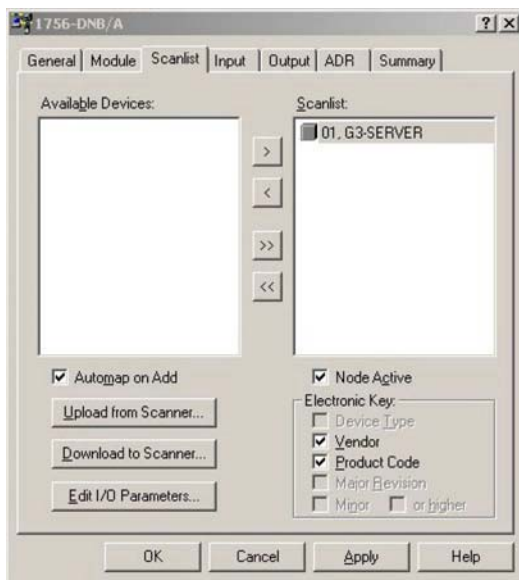 1756-DNB/A
General Module Scanlist Input Output ADR Summary
Available Devices:
Scanlist:
01, G3-SERVER
>
<
>>
<<
Automap on Add
Node Active
Upload from Scanner...
Download to Scanner...
Edit I/O Parameters...
Electronic Key:
Device Type
Vendor
Product Code
Major Revision
Minor or higher
OK Cancel Apply Help